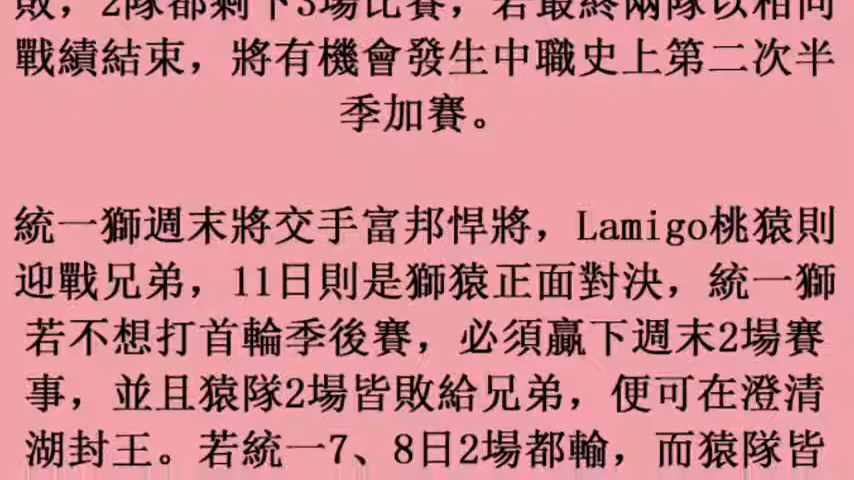 敗，2隊都剩下3場比賽，若最終兩隊以相同
戰績結束，將有機會發生中職史上第二次半
季加賽。
統一獅週末將交手富邦悍將，Lamigo桃猿則
迎戰兄弟，11日則是獅猿正面對決，統一獅
若不想打首輪季後賽，必須贏下週末2場賽
事，並且猿隊2場皆敗給兄弟，便可在澄清
湖封王。若統一7、8日2場都輸，而猿隊皆